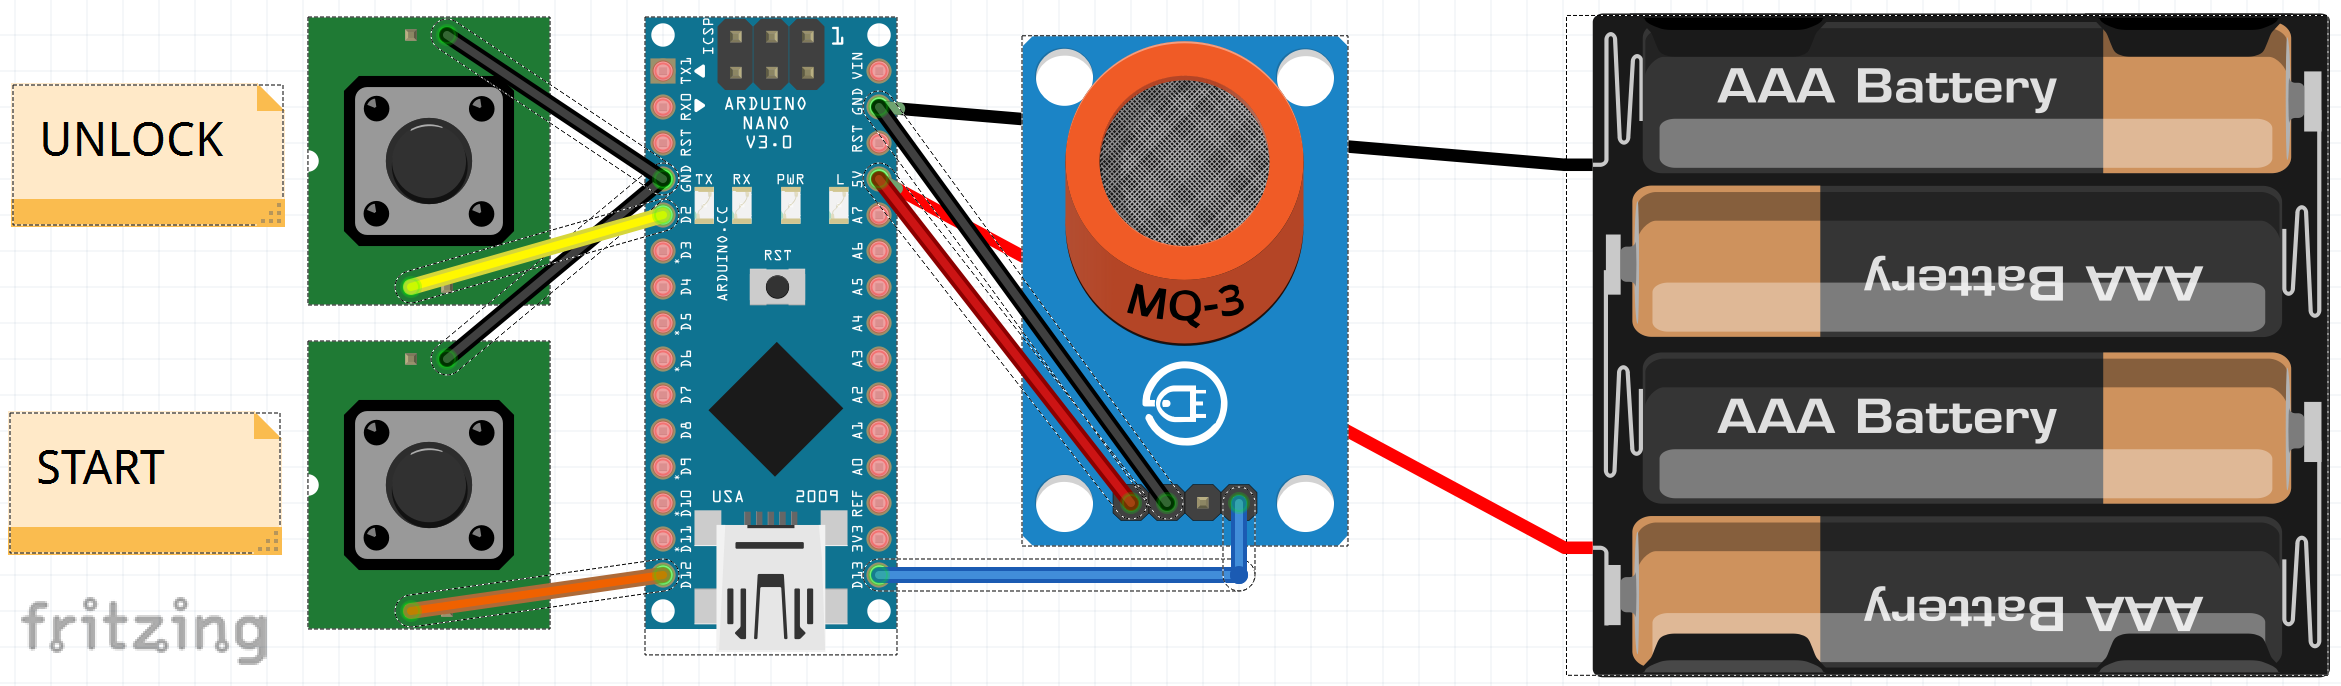 UNLOCK
START
fritzing
ICSP
1
TX1
RX0
RST
GND
D2
D3
D4
D5
D6
D7
D8
D9
D10
D11
D12
ARDUINO
NANO
V3.0
TX
RX
PWR
L
ARDUINO.CC
RST
USA
2009
VIN
GND
RST
5V
A7
A6
A5
A4
A3
A2
A1
A0
REF
3V3
D13
MQ-3
AAA Battery
AAA Battery
AAA Battery
AAA Battery